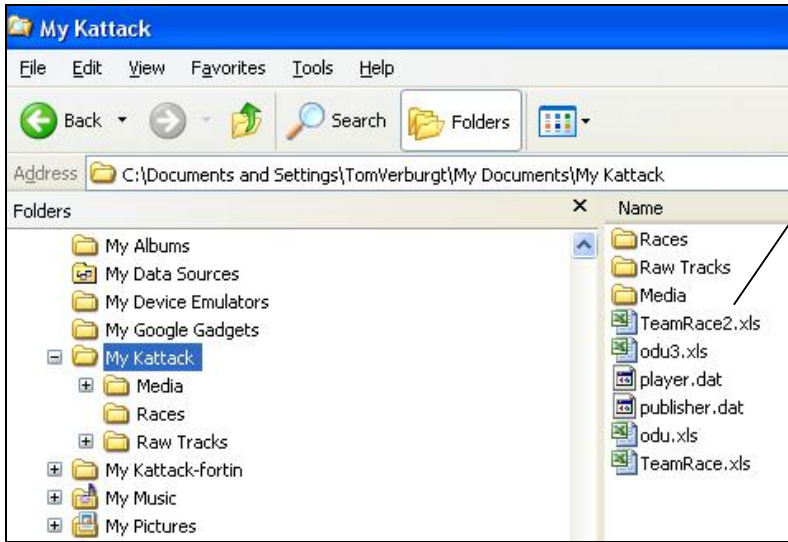 My Kattack
File Edit View Favorites Tools Help
Back Search Folders
Address C:\Documents and Settings\TomVerburgt\My Documents\My Kattack
Folders
My Albums
My Data Sources
My Device Emulators
My Google Gadgets
My Kattack
Media
Races
Raw Tracks
My Kattack-fortin
My Music
My Pictures
Name
Races
Raw Tracks
Media
TeamRace2.xls
odu3.xls
player.dat
publisher.dat
odu.xls
TeamRace.xls